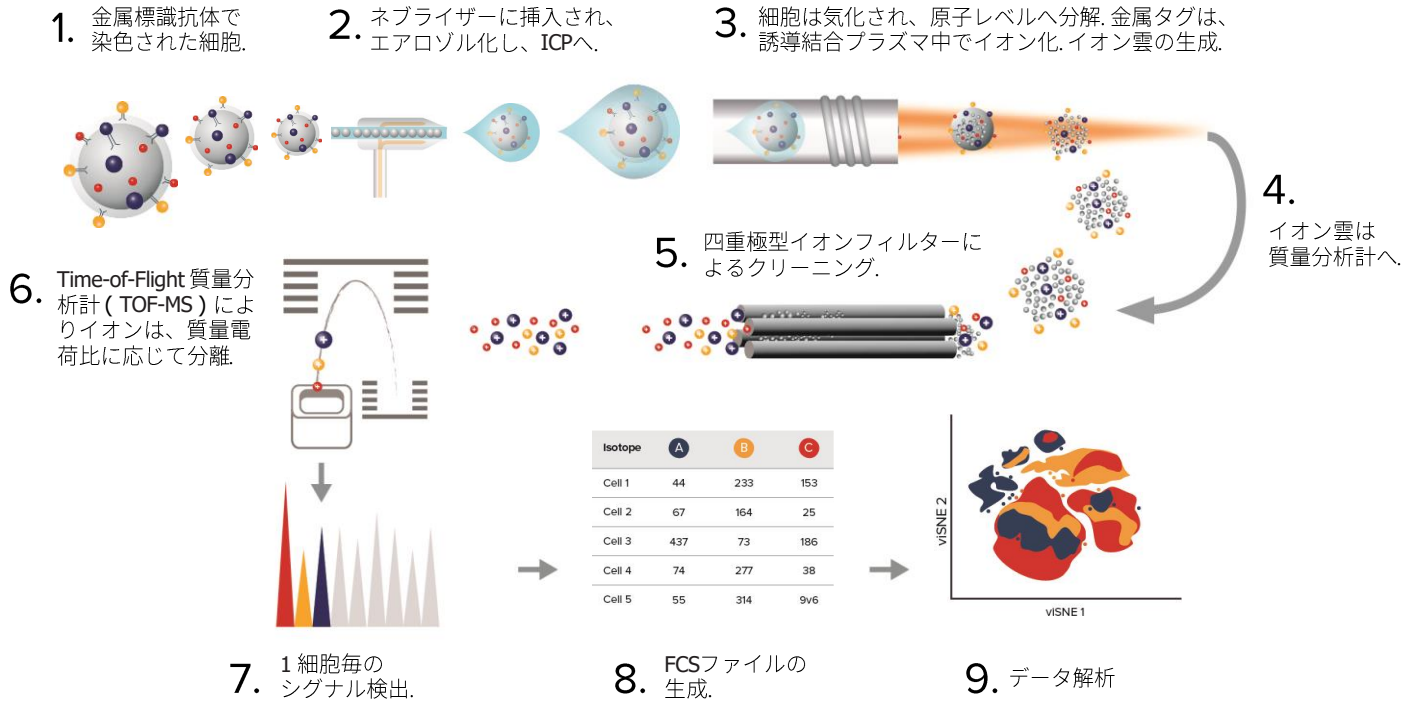 1. 金属標識抗体で
染色された細胞.
2. ネブライザーに挿入され、
エアロゾル化し、ICPへ.
3. 細胞は気化され、原子レベルへ分解. 金属タグは、
誘導結合プラズマ中でイオン化. イオン雲の生成.
4.
イオン雲は
質量分析計へ.
5. 四重極型イオンフィルターに
よるクリーニング.
6. Time-of-Flight 質量分
析計 ( TOF-MS ) によ
りイオンは、質量電
荷比に応じて分離.
Isotope A B C
Cell 1 44 233 153
Cell 2 67 164 25
Cell 3 437 73 186
Cell 4 74 277 38
Cell 5 55 314 9v6
viSNE 2
viSNE 1
7. 1 細胞毎の
シグナル検出.
8. FCSファイルの
生成.
9. データ解析